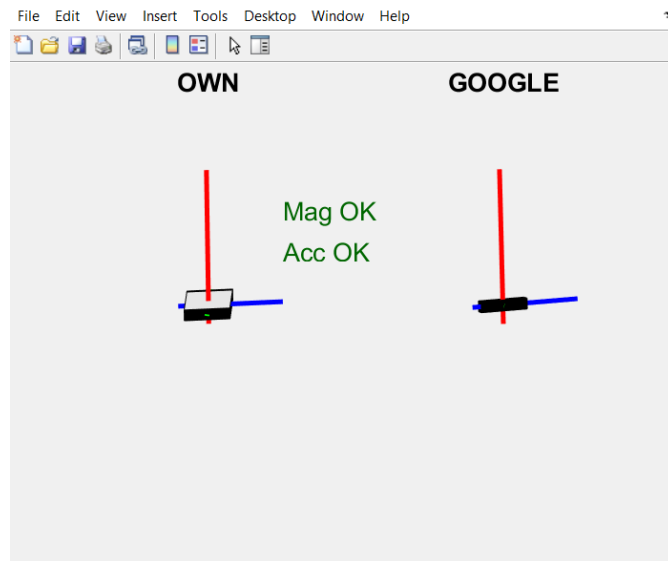 File Edit View Insert Tools Desktop Window Help
OWN GOOGLE
Mag OK
Acc OK